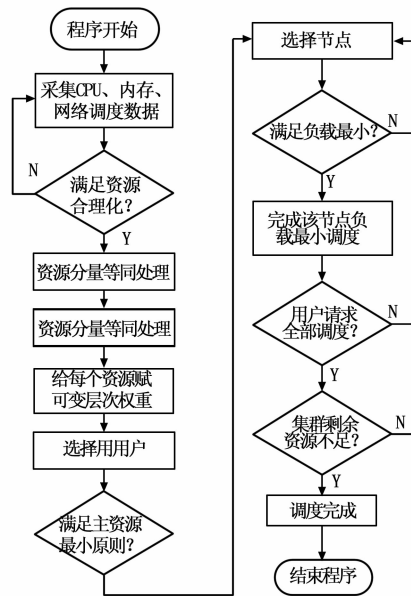 程序开始
采集CPU、内存、
网络调度数据
N
满足资源
合理化?
Y
资源分量等同处理
资源分量等同处理
给每个资源赋
可变层次权重
选择用用户
满足主资源
最小原则?
选择节点
满足负载最小?
N
Y
完成该节点负
载最小调度
用户请求
全部调度?
N
Y
集群剩余
资源不足?
N
Y
调度完成
结束程序